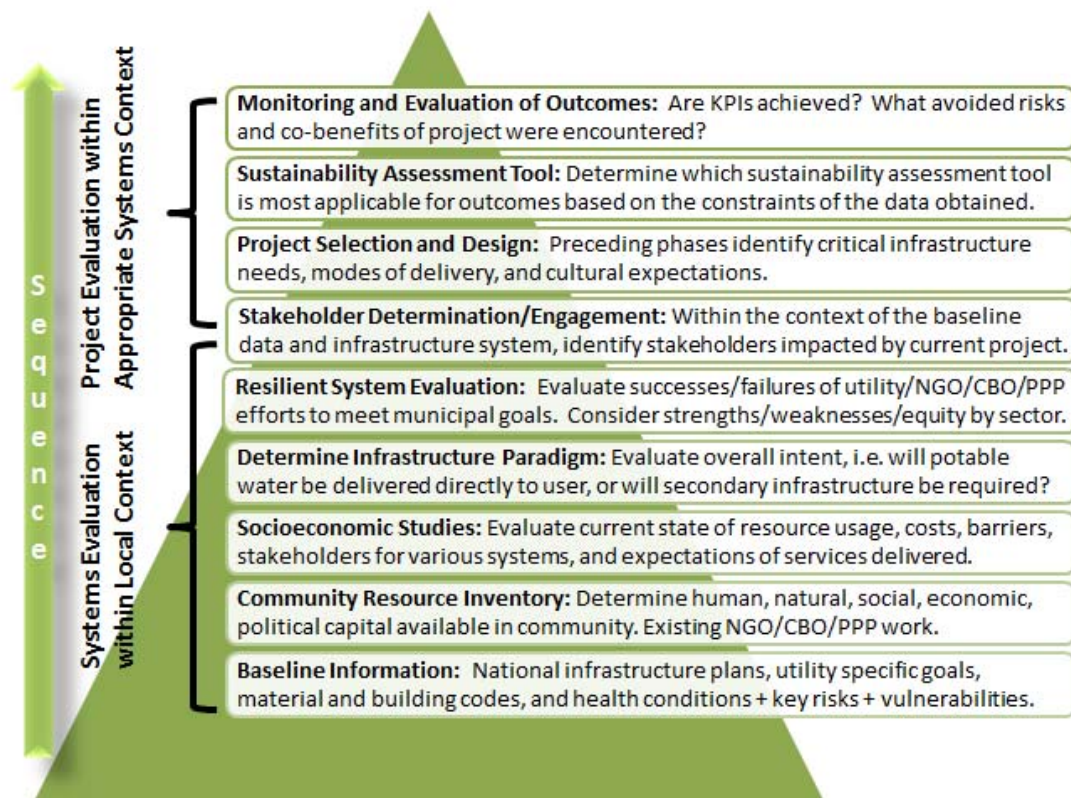 Sequence
Project Evaluation within
Appropriate Systems Context
Systems Evaluation
within Local Context
Monitoring and Evaluation of Outcomes: Are KPIs achieved? What avoided risks
and co-benefits of project were encountered?
Sustainability Assessment Tool: Determine which sustainability assessment tool
is most applicable for outcomes based on the constraints of the data obtained.
Project Selection and Design: Preceding phases identify critical infrastructure
needs, modes of delivery, and cultural expectations.
Stakeholder Determination/Engagement: Within the context of the baseline
data and infrastructure system, identify stakeholders impacted by current project.
Resilient System Evaluation: Evaluate successes/failures of utility/NGO/CBO/PPP
efforts to meet municipal goals. Consider strengths/weaknesses/equity by sector.
Determine Infrastructure Paradigm: Evaluate overall intent, i.e. will potable
water be delivered directly to user, or will secondary infrastructure be required?
Socioeconomic Studies: Evaluate current state of resource usage, costs, barriers,
stakeholders for various systems, and expectations of services delivered.
Community Resource Inventory: Determine human, natural, social, economic,
political capital available in community. Existing NGO/CBO/PPP work.
Baseline Information: National infrastructure plans, utility specific goals,
material and building codes, and health conditions + key risks + vulnerabilities.